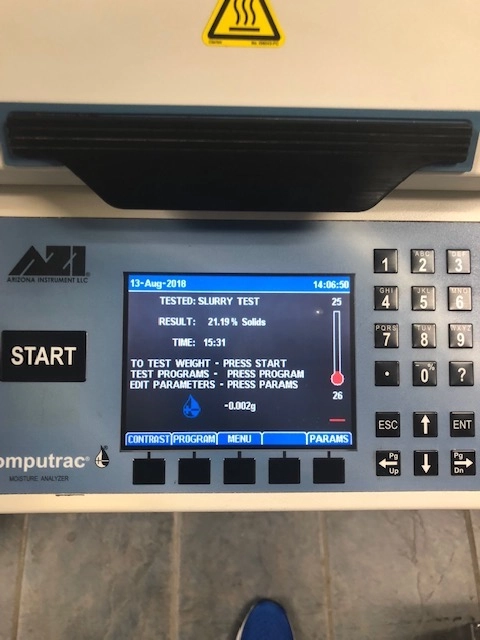 AZI®
ARIZONA INSTRUMENT LLC
13-Aug-2018 14:06:50
TESTED: SLURRY TEST 25
RESULT: 21.19 % Solids
TIME: 15:31
TO TEST WEIGHT - PRESS START
TEST PROGRAMS - PRESS PROGRAM
EDIT PARAMETERS - PRESS PARAMS
26
-0.002g
CONTRAST PROGRAM MENU PARAMS
START
omputrac®
MOISTURE ANALYZER
1 ABC 2 DEF 3
GHI 4 JKL 5 MNO 6
PQRS 7 TUV 8 WXYZ 9
. 0 % ?
ESC ↑ ENT
Pg Up ← ↓ Pg Dn →